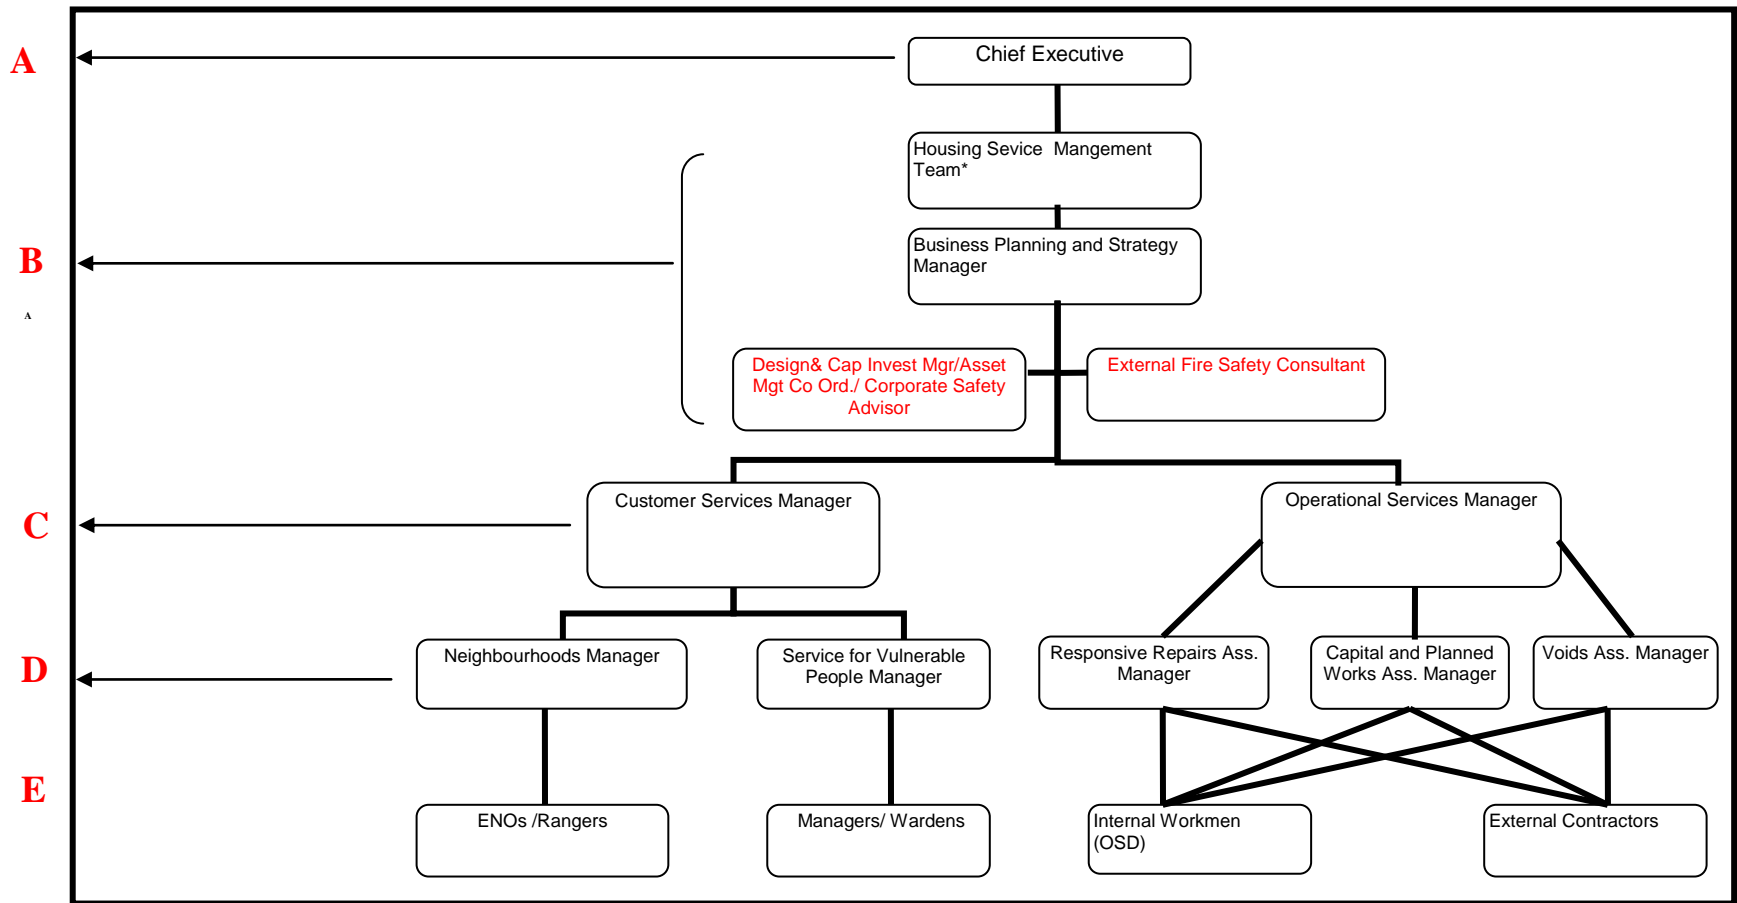 A
Chief Executive
Housing Sevice  Mangement
Team*
B
Business Planning and Strategy
Manager
A
Design& Cap Invest Mgr/Asset
Mgt Co Ord./ Corporate Safety
Advisor
External Fire Safety Consultant
C
Customer Services Manager
Operational Services Manager
D
Neighbourhoods Manager
Service for Vulnerable
People Manager
Responsive Repairs Ass.
Manager
Capital and Planned
Works Ass. Manager
Voids Ass. Manager
E
ENOs /Rangers
Managers/ Wardens
Internal Workmen
(OSD)
External Contractors